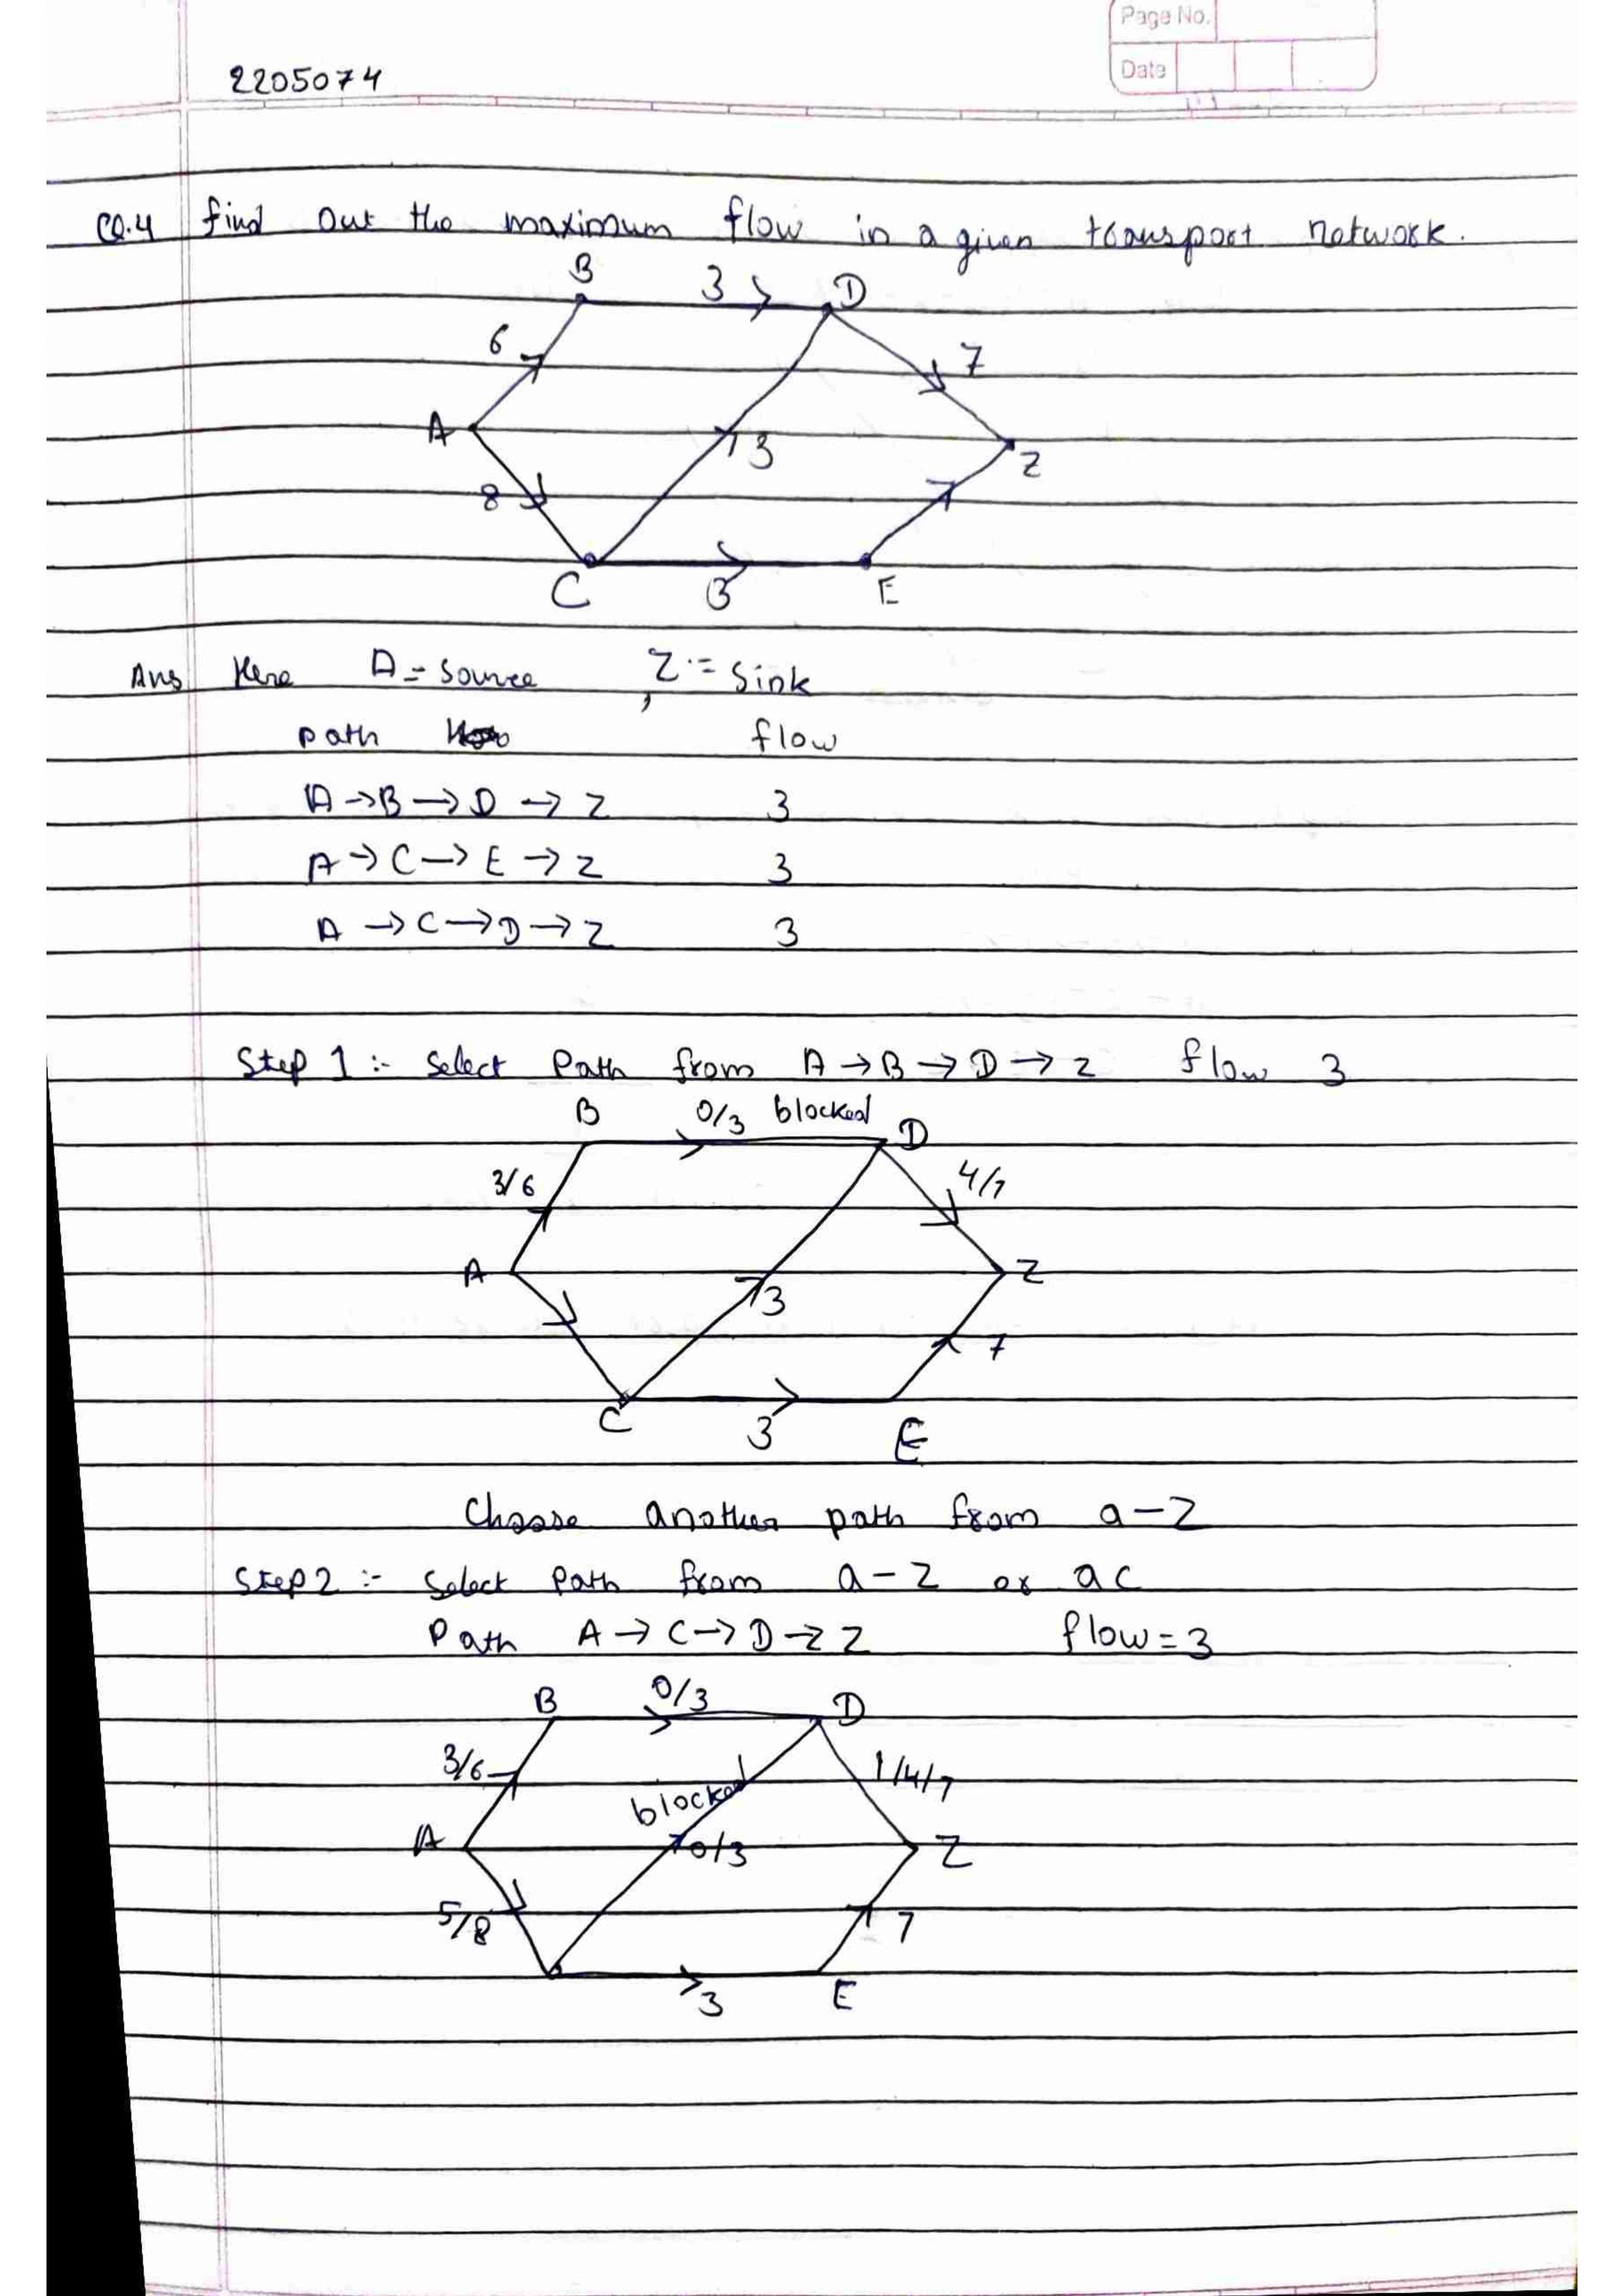 Page No.
Date
2205074
Q.4 find out the maximum flow in a given transport network.
B 3 D
6 7
A 3 Z
8
C 3 E
Ans Here A = source , Z = sink
path flow
A → B → D → Z 3
A → C → E → Z 3
A → C → D → Z 3
Step 1 :- Select Path from A → B → D → Z flow 3
B 0/3 blocked D
3/6 4/7
A Z
3
7
C 3 E
Choose another path from a - Z
Step 2 :- Select Path from a - Z or ac
Path A → C → D → Z flow = 3
B 0/3 D
3/6 1/4/7
blocked
A 0/3 Z
5/8 7
3 E